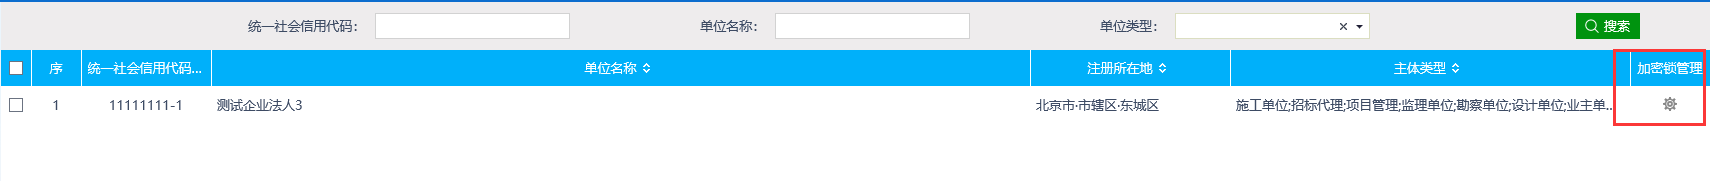 统一社会信用代码： 单位名称： 单位类型： 搜索
序 统一社会信用代码... 单位名称 注册所在地 主体类型 加密锁管理
1 11111111-1 测试企业法人3 北京市·市辖区·东城区 施工单位;招标代理;项目管理;监理单位;勘察单位;设计单位;业主单...